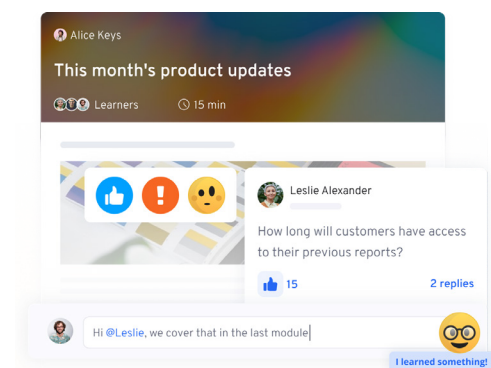 Alice Keys
This month's product updates
Learners 15 min
Leslie Alexander
How long will customers have access
to their previous reports?
15 2 replies
Hi @Leslie, we cover that in the last module
I learned something!